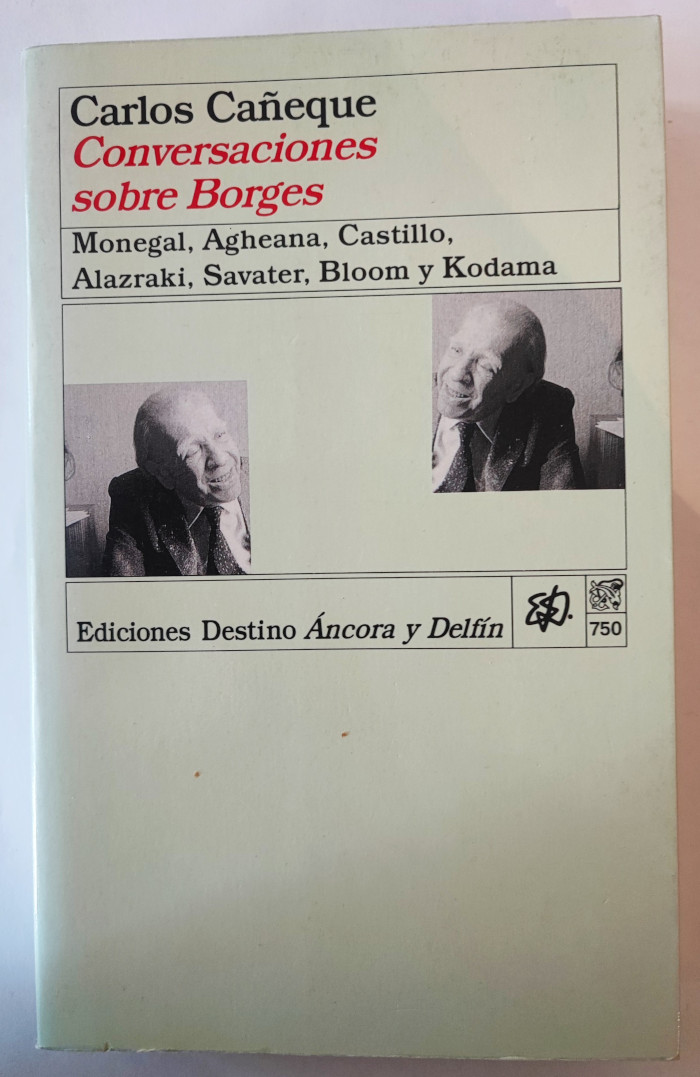 Carlos Cañeque
Conversaciones
sobre Borges
Monegal, Agheana, Castillo,
Alazraki, Savater, Bloom y Kodama
Ediciones Destino Áncora y Delfín
750